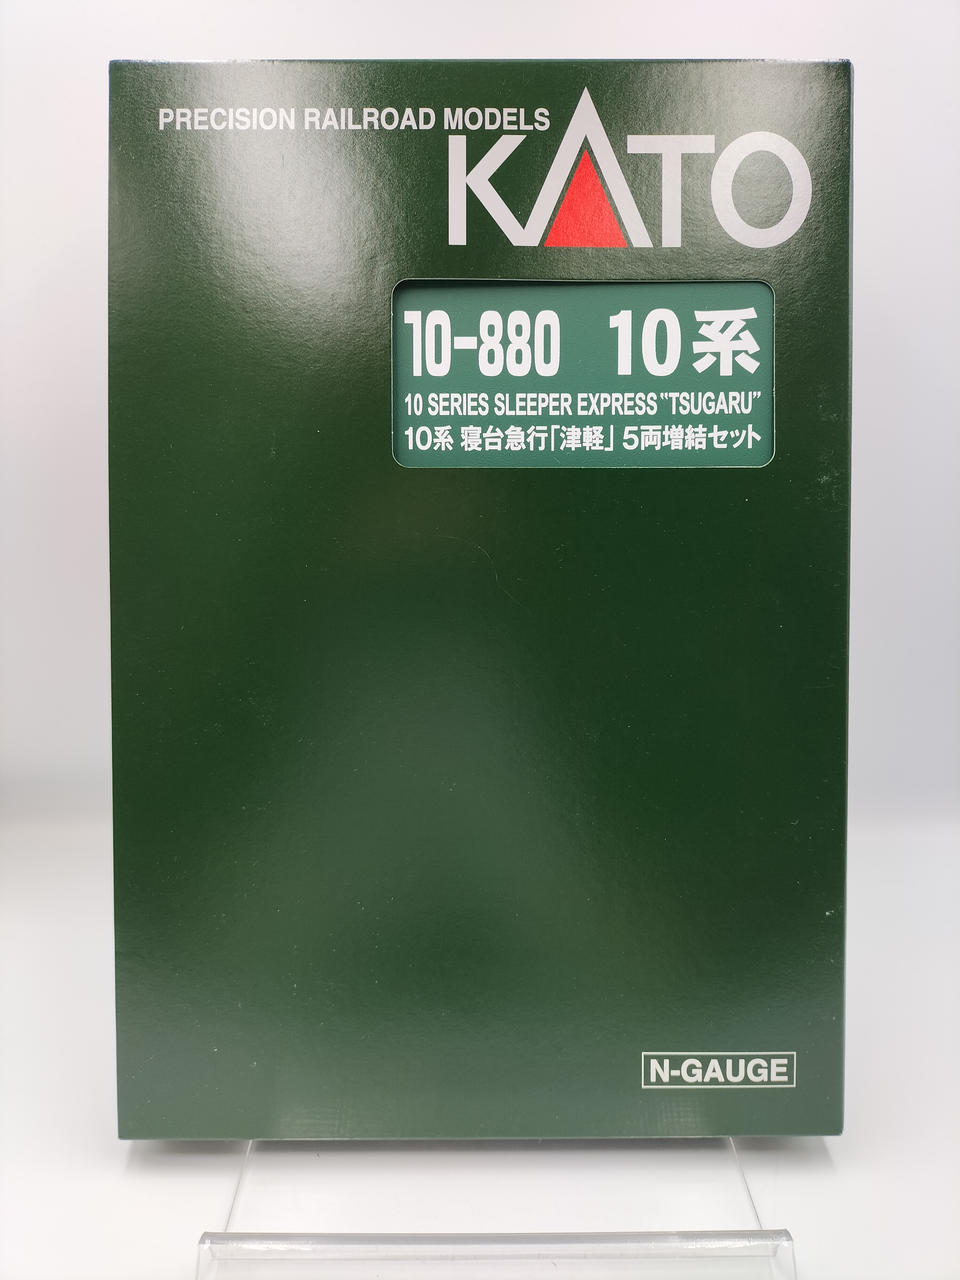 PRECISION RAILROAD MODELS
KATO
10-880 10系
10 SERIES SLEEPER EXPRESS “TSUGARU”
10系 寝台急行「津軽」 5両増結セット
N-GAUGE